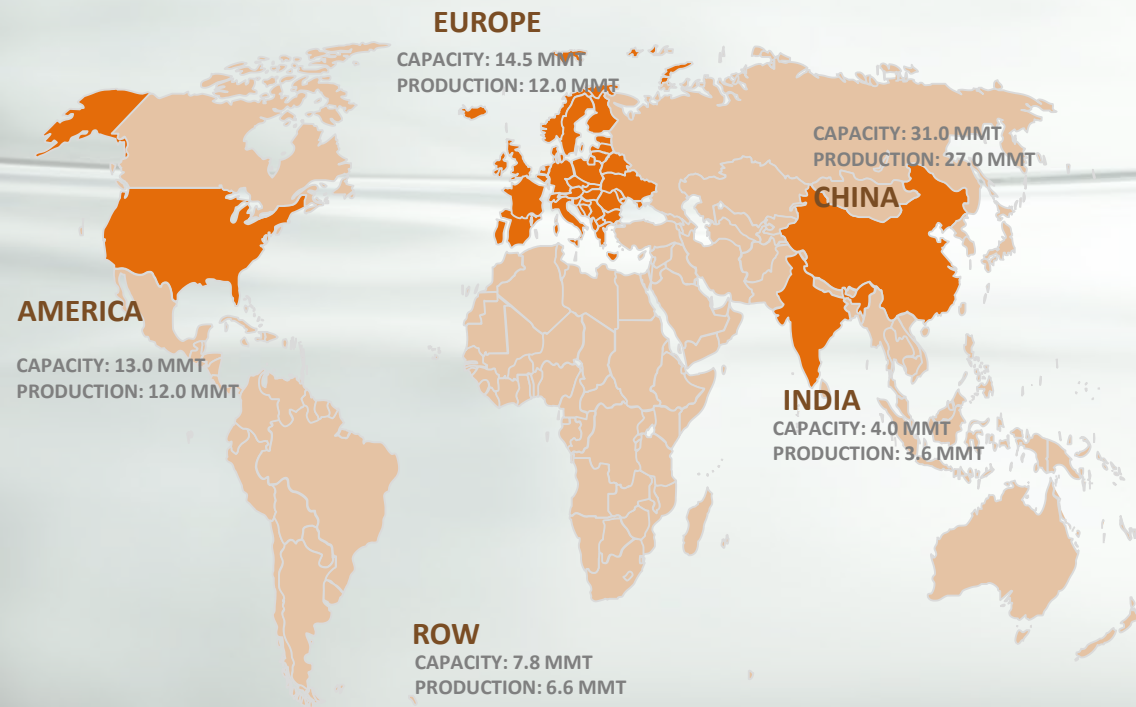 EUROPE
CAPACITY: 14.5 MMT
PRODUCTION: 12.0 MMT
CAPACITY: 31.0 MMT
PRODUCTION: 27.0 MMT
CHINA
AMERICA
CAPACITY: 13.0 MMT
PRODUCTION: 12.0 MMT
INDIA
CAPACITY: 4.0 MMT
PRODUCTION: 3.6 MMT
ROW
CAPACITY: 7.8 MMT
PRODUCTION: 6.6 MMT